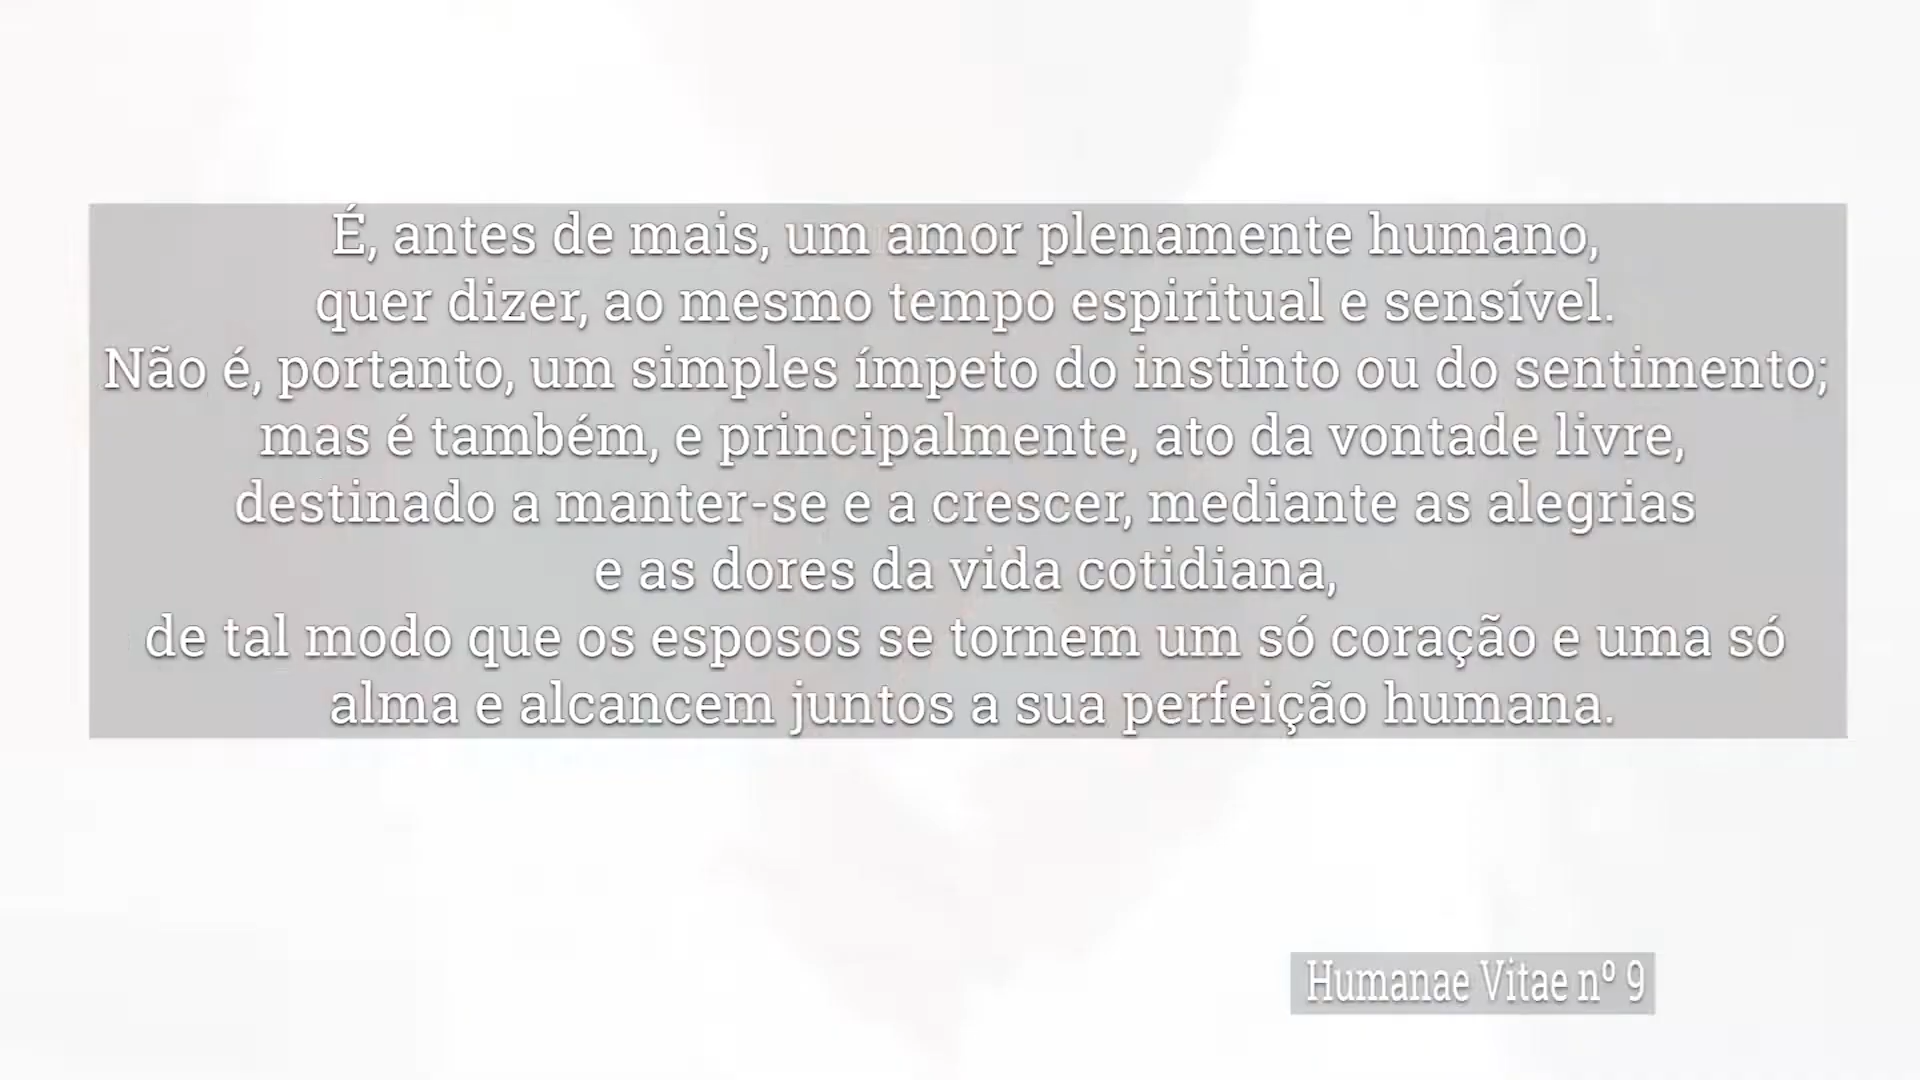 É, antes de mais, um amor plenamente humano,
quer dizer, ao mesmo tempo espiritual e sensível.
Não é, portanto, um simples ímpeto do instinto ou do sentimento;
mas é também, e principalmente, ato da vontade livre,
destinado a manter-se e a crescer, mediante as alegrias
e as dores da vida cotidiana,
de tal modo que os esposos se tornem um só coração e uma só
alma e alcancem juntos a sua perfeição humana.
Humanae Vitae nº 9